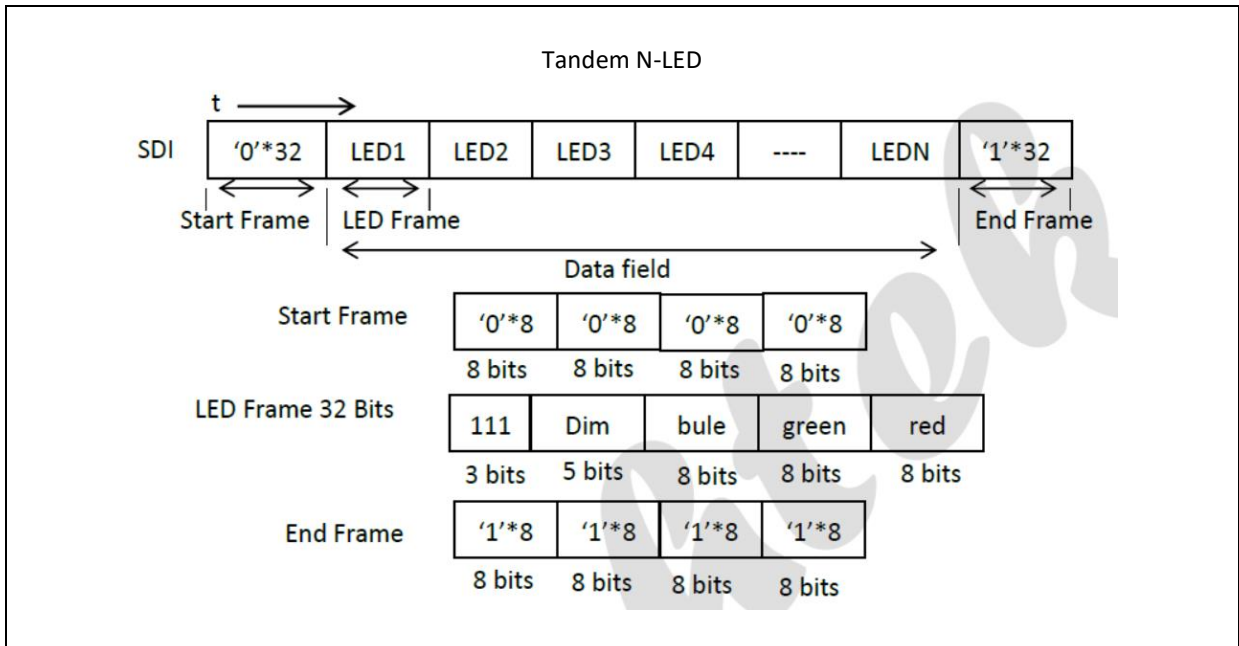 Tandem N-LED
t
SDI ‘0’*32 LED1 LED2 LED3 LED4 ---- LEDN ‘1’*32
Start Frame LED Frame End Frame
Data field
Start Frame ‘0’*8 ‘0’*8 ‘0’*8 ‘0’*8
8 bits 8 bits 8 bits 8 bits
LED Frame 32 Bits 111 Dim bule green red
3 bits 5 bits 8 bits 8 bits 8 bits
End Frame ‘1’*8 ‘1’*8 ‘1’*8 ‘1’*8
8 bits 8 bits 8 bits 8 bits